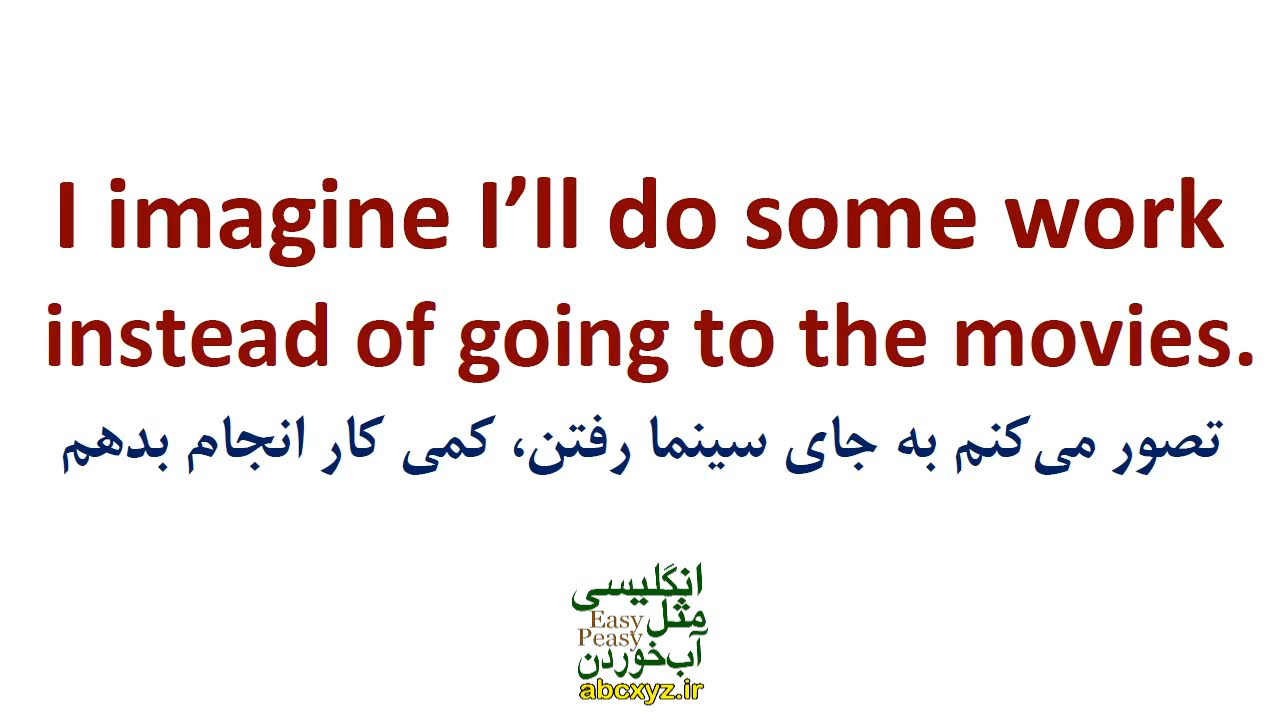 I imagine I’ll do some work
instead of going to the movies.
تصور می‌کنم به جای سینما رفتن، کمی کار انجام بدهم
انگلیسی
مثل
Easy
Peasy
آب‌خوردن
abcxyz.ir